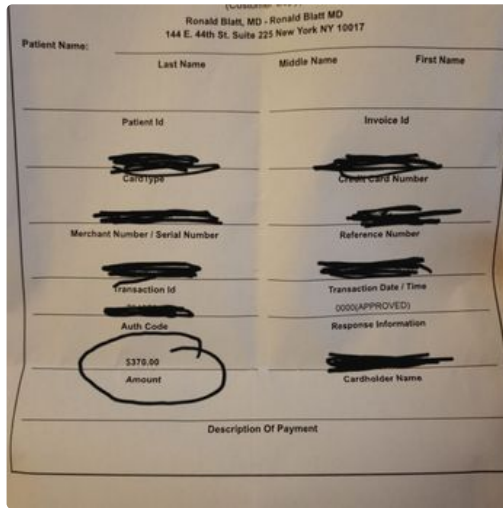 (Customer
Ronald Blatt, MD - Ronald Blatt MD
144 E. 44th St. Suite 225 New York NY 10017
Patient Name:
Last Name Middle Name First Name
Patient Id Invoice Id
CardType Credit Card Number
Merchant Number / Serial Number Reference Number
Transaction Id Transaction Date / Time
0000(APPROVED)
Auth Code Response Information
$370.00
Amount Cardholder Name
Description Of Payment